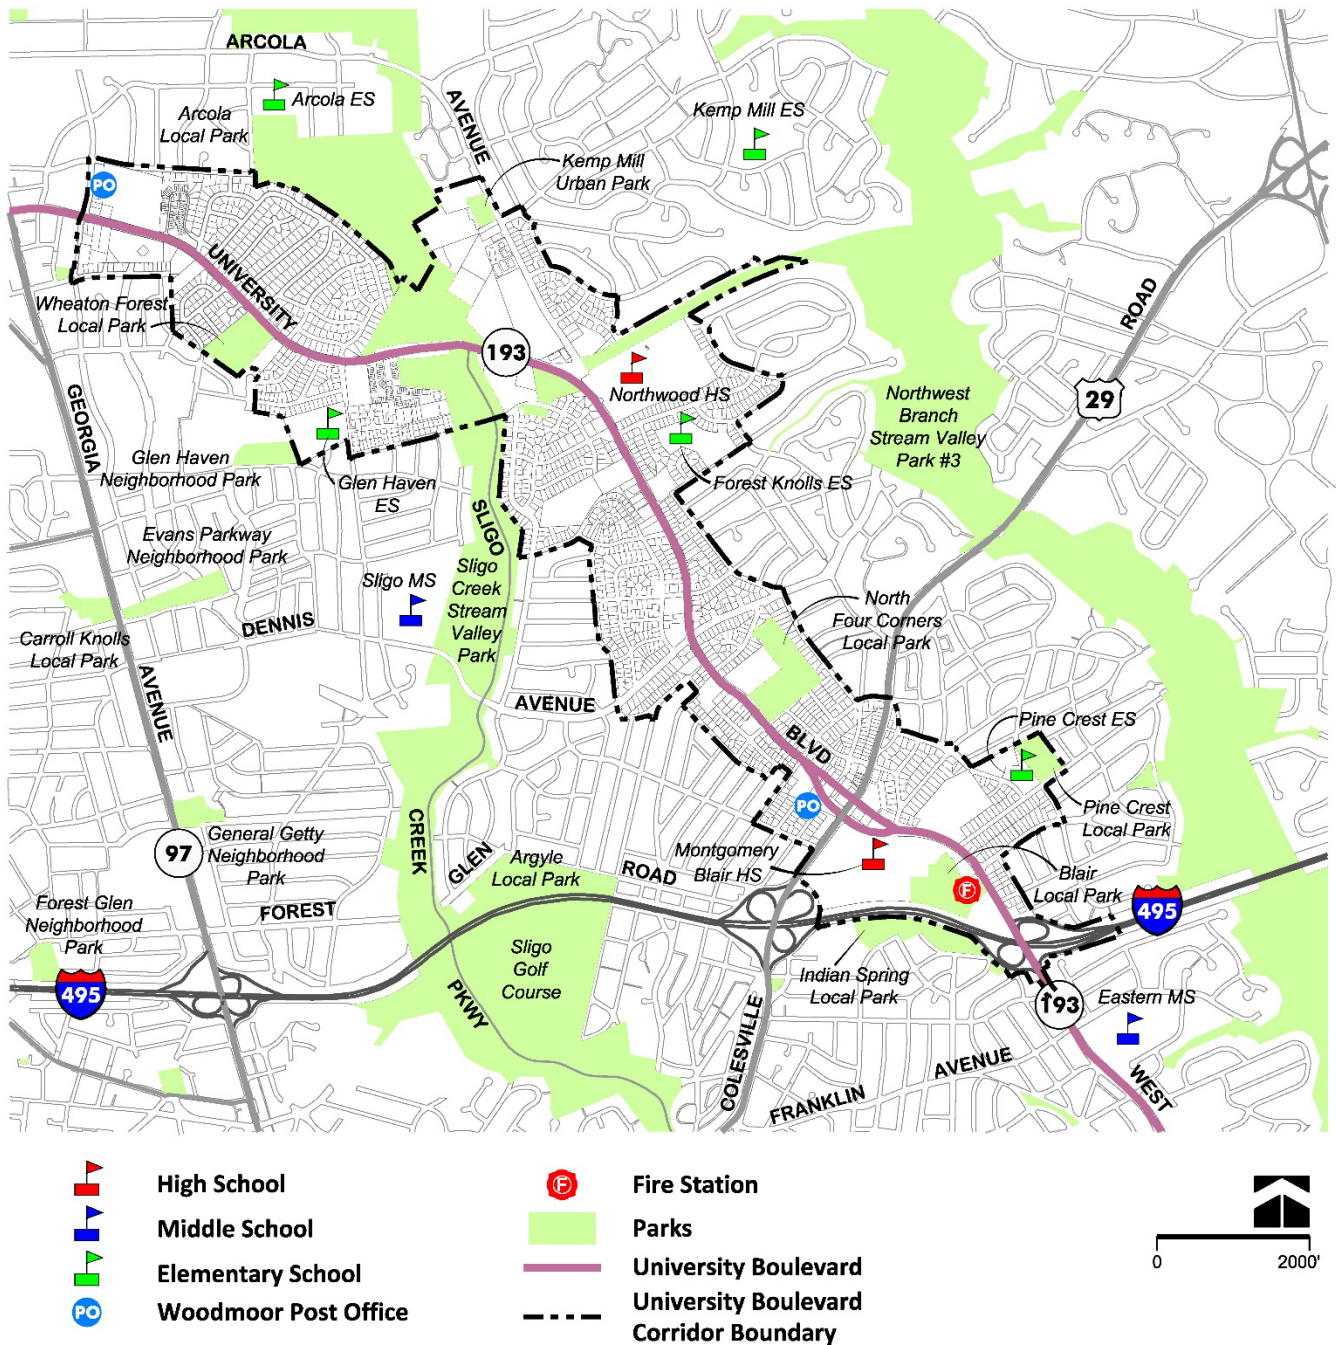 ARCOLA
AVENUE
Arcola ES
Arcola
Local Park
Kemp Mill ES
Kemp Mill
Urban Park
PO
UNIVERSITY
Wheaton Forest
Local Park
193
ROAD
29
Northwood HS
Northwest
Branch
Stream Valley
Park #3
GEORGIA
Glen Haven
Neighborhood Park
Glen Haven
ES
Forest Knolls ES
SLIGO
Evans Parkway
Neighborhood Park
Sligo MS
Sligo
Creek
Stream
Valley
Park
North
Four Corners
Local Park
DENNIS
Carroll Knolls
Local Park
AVENUE
AVENUE
BLVD
Pine Crest ES
PO
Pine Crest
Local Park
CREEK
97
General Getty
Neighborhood
Park
GLEN
Argyle
Local Park
ROAD
Montgomery
Blair HS
Blair
Local Park
F
Forest Glen
Neighborhood
Park
FOREST
495
495
Sligo
Golf
Course
Indian Spring
Local Park
193
Eastern MS
PKWY
COLESVILLE
FRANKLIN
AVENUE
WEST
High School
Middle School
Elementary School
PO
Woodmoor Post Office
F
Fire Station
Parks
University Boulevard
University Boulevard
Corridor Boundary
0
2000'